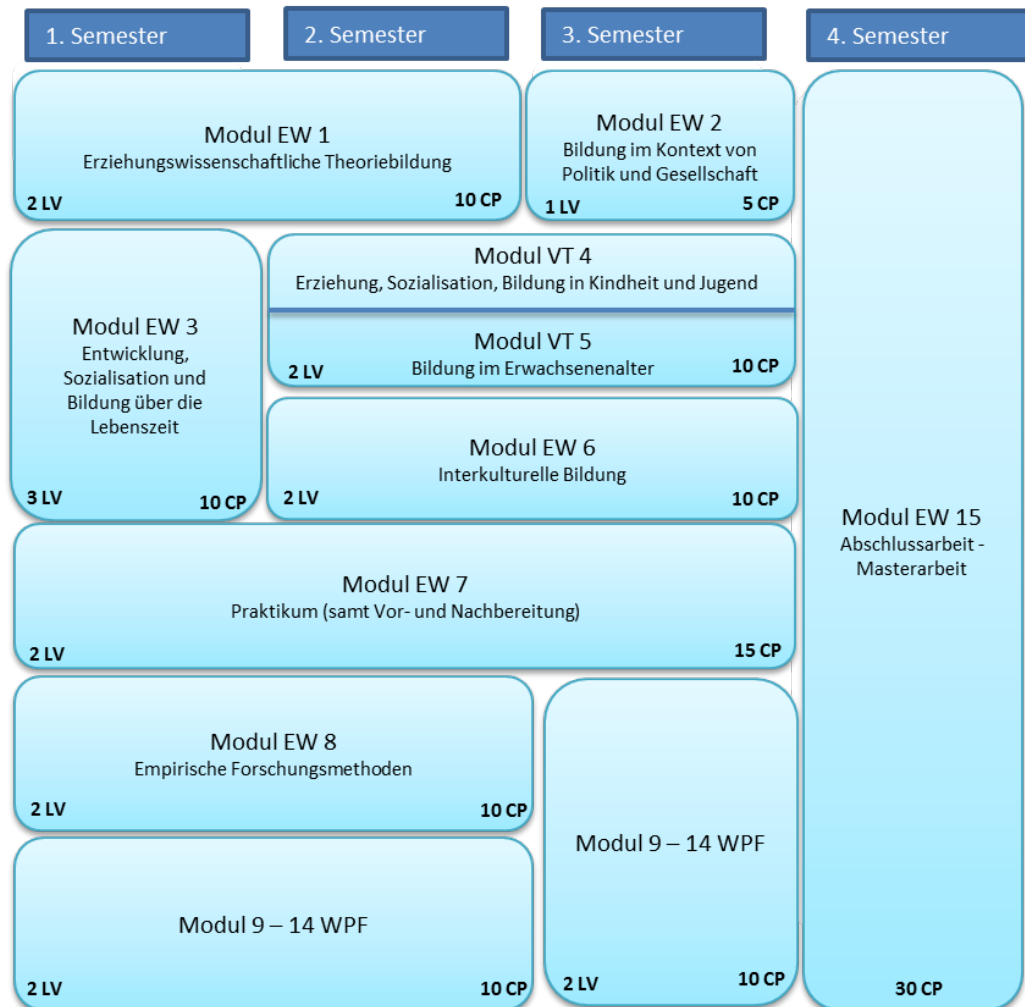 1. Semester
2. Semester
3. Semester
4. Semester
Modul EW 1
Erziehungswissenschaftliche Theoriebildung
2 LV
10 CP
Modul EW 2
Bildung im Kontext von
Politik und Gesellschaft
1 LV
5 CP
Modul EW 3
Entwicklung,
Sozialisation und
Bildung über die
Lebenszeit
3 LV
10 CP
Modul VT 4
Erziehung, Sozialisation, Bildung in Kindheit und Jugend
Modul VT 5
Bildung im Erwachsenenalter
2 LV
10 CP
Modul EW 6
Interkulturelle Bildung
2 LV
10 CP
Modul EW 7
Praktikum (samt Vor- und Nachbereitung)
2 LV
15 CP
Modul EW 8
Empirische Forschungsmethoden
2 LV
10 CP
Modul 9 – 14 WPF
2 LV
10 CP
Modul 9 – 14 WPF
2 LV
10 CP
Modul EW 15
Abschlussarbeit -
Masterarbeit
30 CP